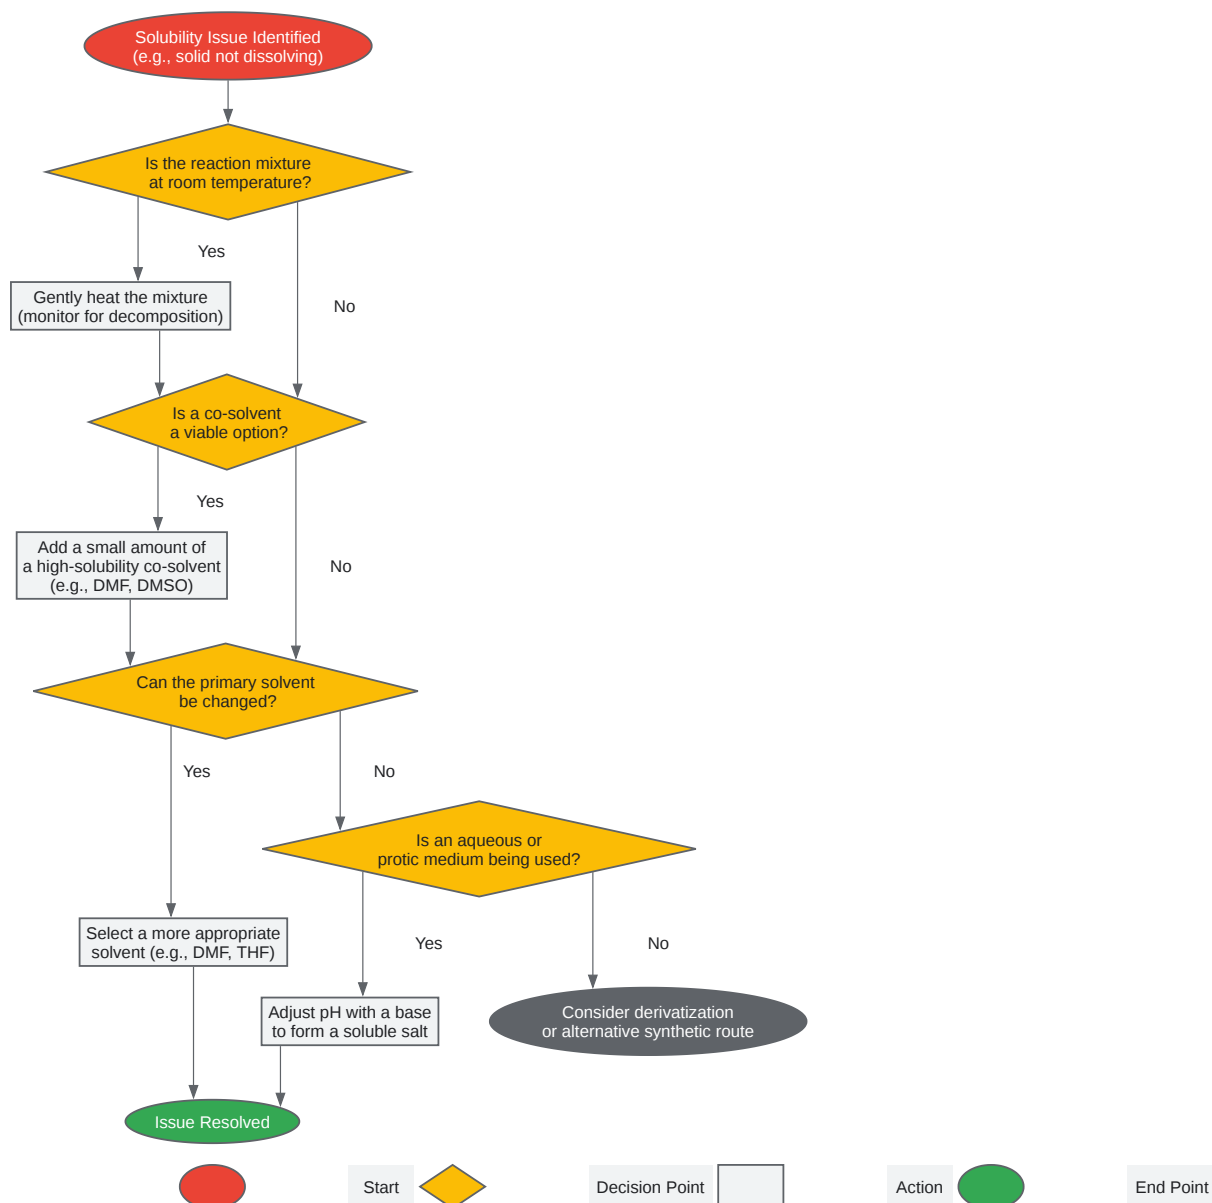 Solubility Issue Identified
(e.g., solid not dissolving)
Is the reaction mixture
at room temperature?
Yes
No
Gently heat the mixture
(monitor for decomposition)
Is a co-solvent
a viable option?
Yes
No
Add a small amount of
a high-solubility co-solvent
(e.g., DMF, DMSO)
Can the primary solvent
be changed?
Yes
No
Is an aqueous or
protic medium being used?
Select a more appropriate
solvent (e.g., DMF, THF)
Yes
No
Adjust pH with a base
to form a soluble salt
Consider derivatization
or alternative synthetic route
Issue Resolved
Start
Decision Point
Action
End Point